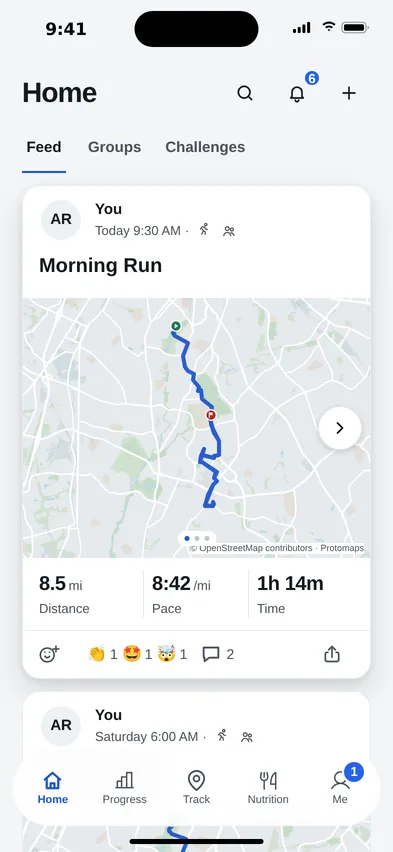 9:41
Home
6
Feed Groups Challenges
AR
You
Today 9:30 AM ·
Morning Run
© OpenStreetMap contributors · Protomaps
8.5 mi 8:42 /mi 1h 14m
Distance Pace Time
1 1 1 2
AR
You
Saturday 6:00 AM ·
1
Home Progress Track Nutrition Me